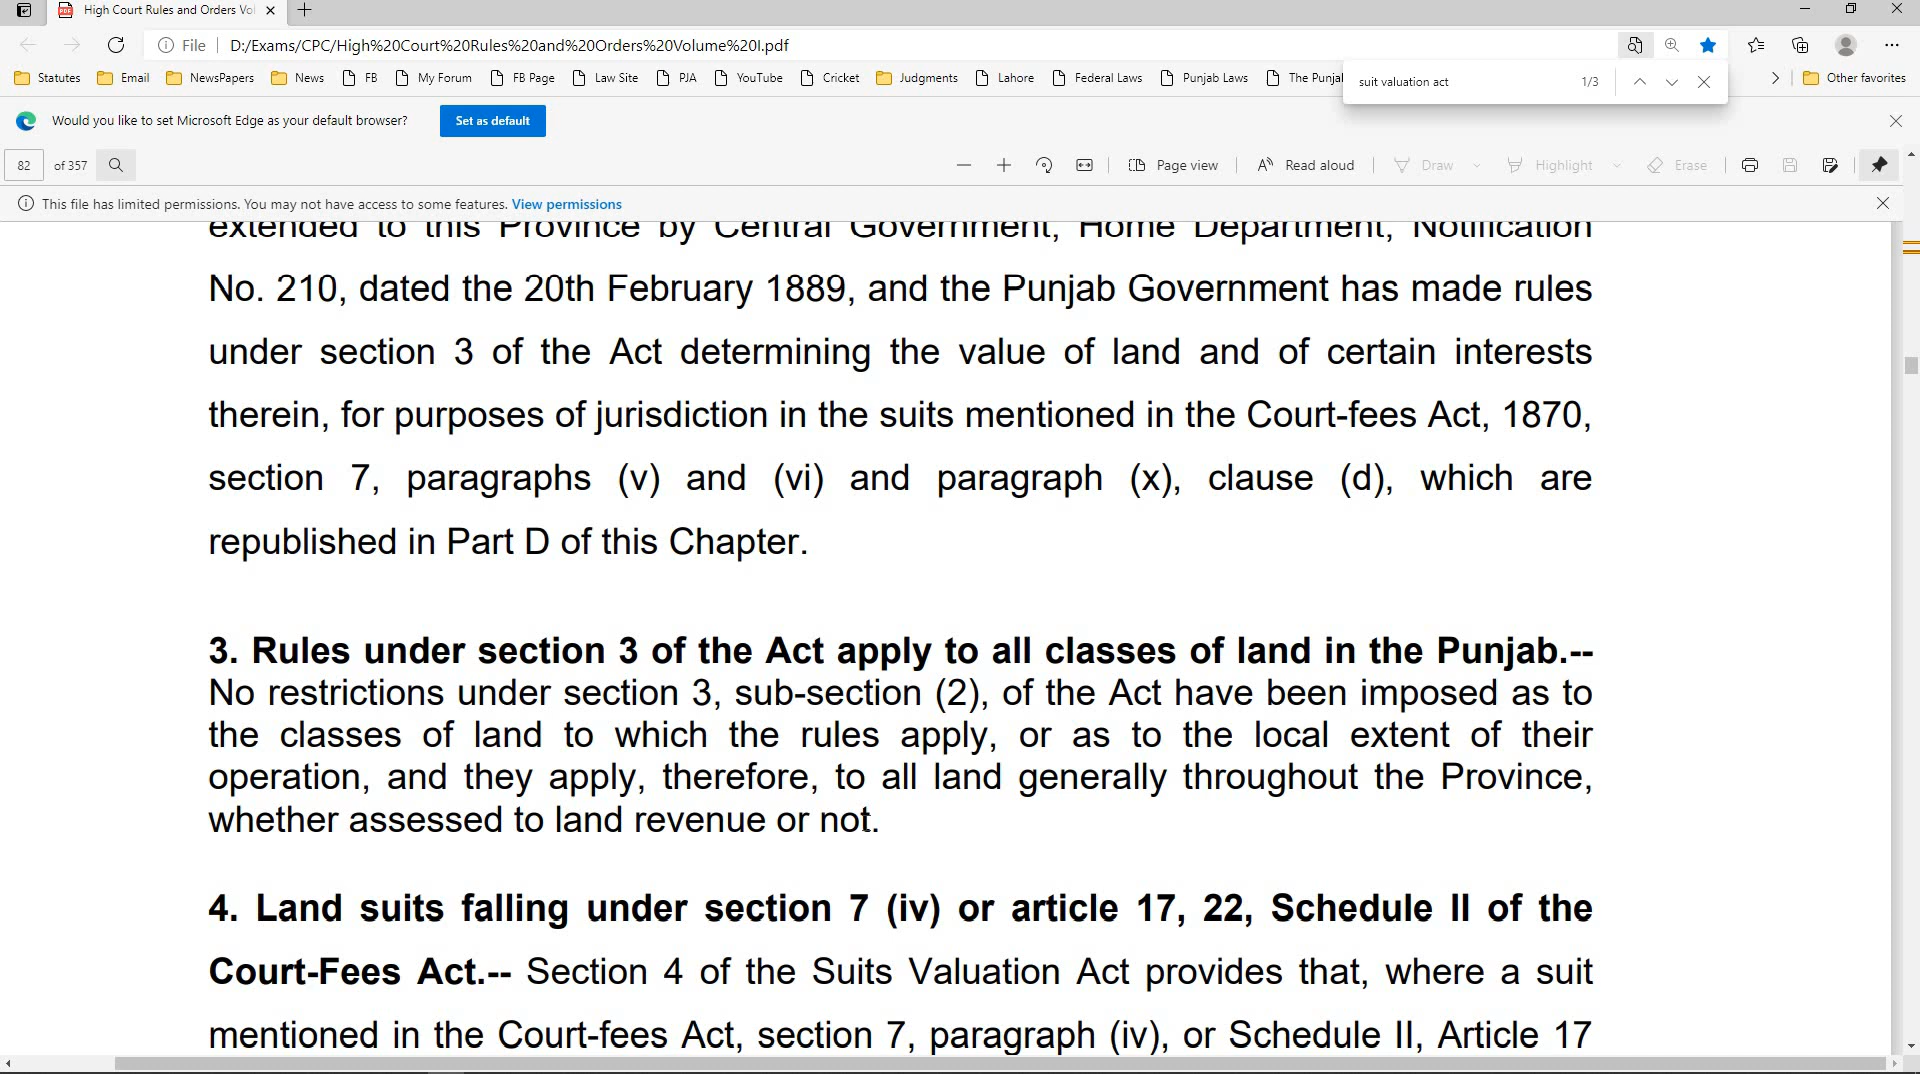 High Court Rules and Orders Vol
File
D:/Exams/CPC/High%20Court%20Rules%20and%20Orders%20Volume%20I.pdf
Statutes Email NewsPapers News FB My Forum FB Page Law Site PJA YouTube Cricket Judgments Lahore Federal Laws Punjab Laws The Punjal Other favorites
suit valuation act 1/3
Would you like to set Microsoft Edge as your default browser? Set as default
82 of 357 Page view Read aloud Draw Highlight Erase
This file has limited permissions. You may not have access to some features. View permissions
extended to this Province by Central Government, Home Department, Notification
No. 210, dated the 20th February 1889, and the Punjab Government has made rules
under section 3 of the Act determining the value of land and of certain interests
therein, for purposes of jurisdiction in the suits mentioned in the Court-fees Act, 1870,
section 7, paragraphs (v) and (vi) and paragraph (x), clause (d), which are
republished in Part D of this Chapter.
3. Rules under section 3 of the Act apply to all classes of land in the Punjab.--
No restrictions under section 3, sub-section (2), of the Act have been imposed as to
the classes of land to which the rules apply, or as to the local extent of their
operation, and they apply, therefore, to all land generally throughout the Province,
whether assessed to land revenue or not.
4. Land suits falling under section 7 (iv) or article 17, 22, Schedule II of the
Court-Fees Act.-- Section 4 of the Suits Valuation Act provides that, where a suit
mentioned in the Court-fees Act, section 7, paragraph (iv), or Schedule II, Article 17